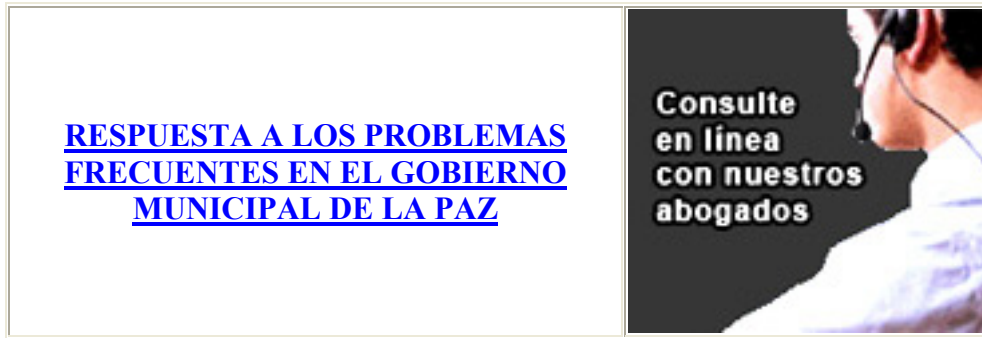 RESPUESTA A LOS PROBLEMAS
FRECUENTES EN EL GOBIERNO
MUNICIPAL DE LA PAZ
Consulte
en línea
con nuestros
abogados